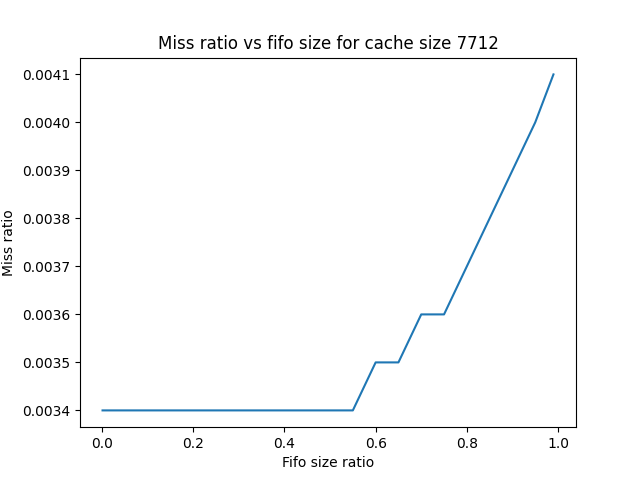 Miss ratio vs fifo size for cache size 7712
0.0041
0.0040
0.0039
0.0038
0.0037
0.0036
0.0035
0.0034
Miss ratio
0.0 0.2 0.4 0.6 0.8 1.0
Fifo size ratio